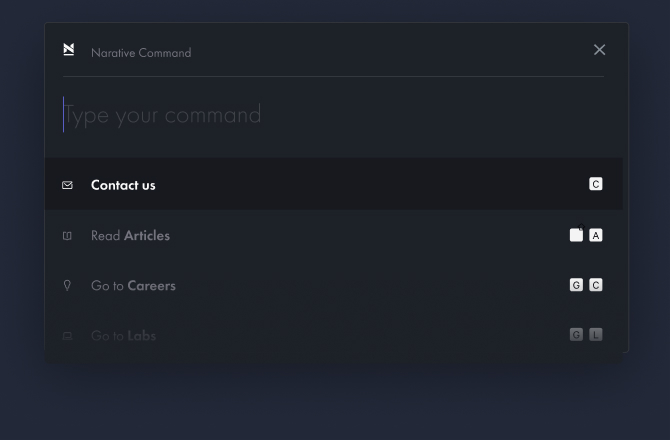 Narative Command
Type your command
Contact us C
Read Articles A
Go to Careers G C
Go to Labs G L